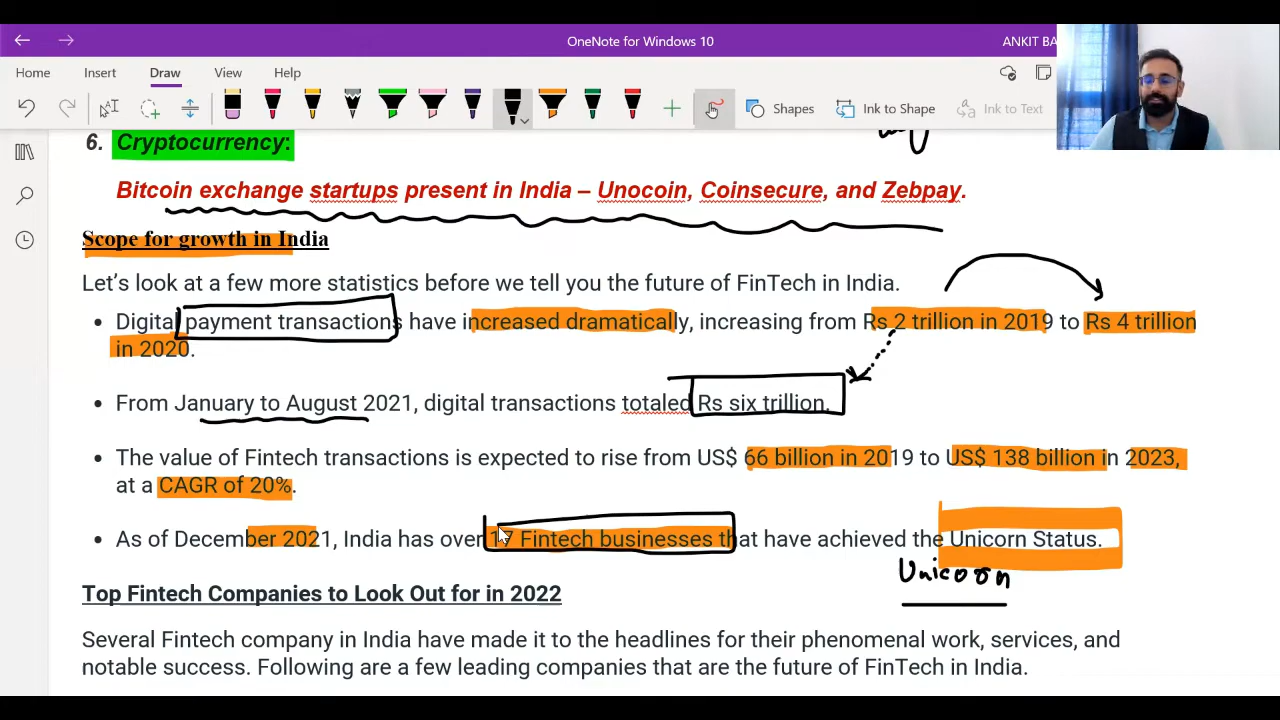 OneNote for Windows 10
ANKIT BA
Home Insert Draw View Help
Shapes Ink to Shape Ink to Text
6. Cryptocurrency:
Bitcoin exchange startups present in India – Unocoin, Coinsecure, and Zebpay.
Scope for growth in India
Let's look at a few more statistics before we tell you the future of FinTech in India.
• Digital payment transactions have increased dramatically, increasing from Rs 2 trillion in 2019 to Rs 4 trillion
in 2020.
• From January to August 2021, digital transactions totaled Rs six trillion.
• The value of Fintech transactions is expected to rise from US$ 66 billion in 2019 to US$ 138 billion in 2023,
at a CAGR of 20%.
• As of December 2021, India has over 17 Fintech businesses that have achieved the Unicorn Status.
Unicorn
Top Fintech Companies to Look Out for in 2022
Several Fintech company in India have made it to the headlines for their phenomenal work, services, and
notable success. Following are a few leading companies that are the future of FinTech in India.